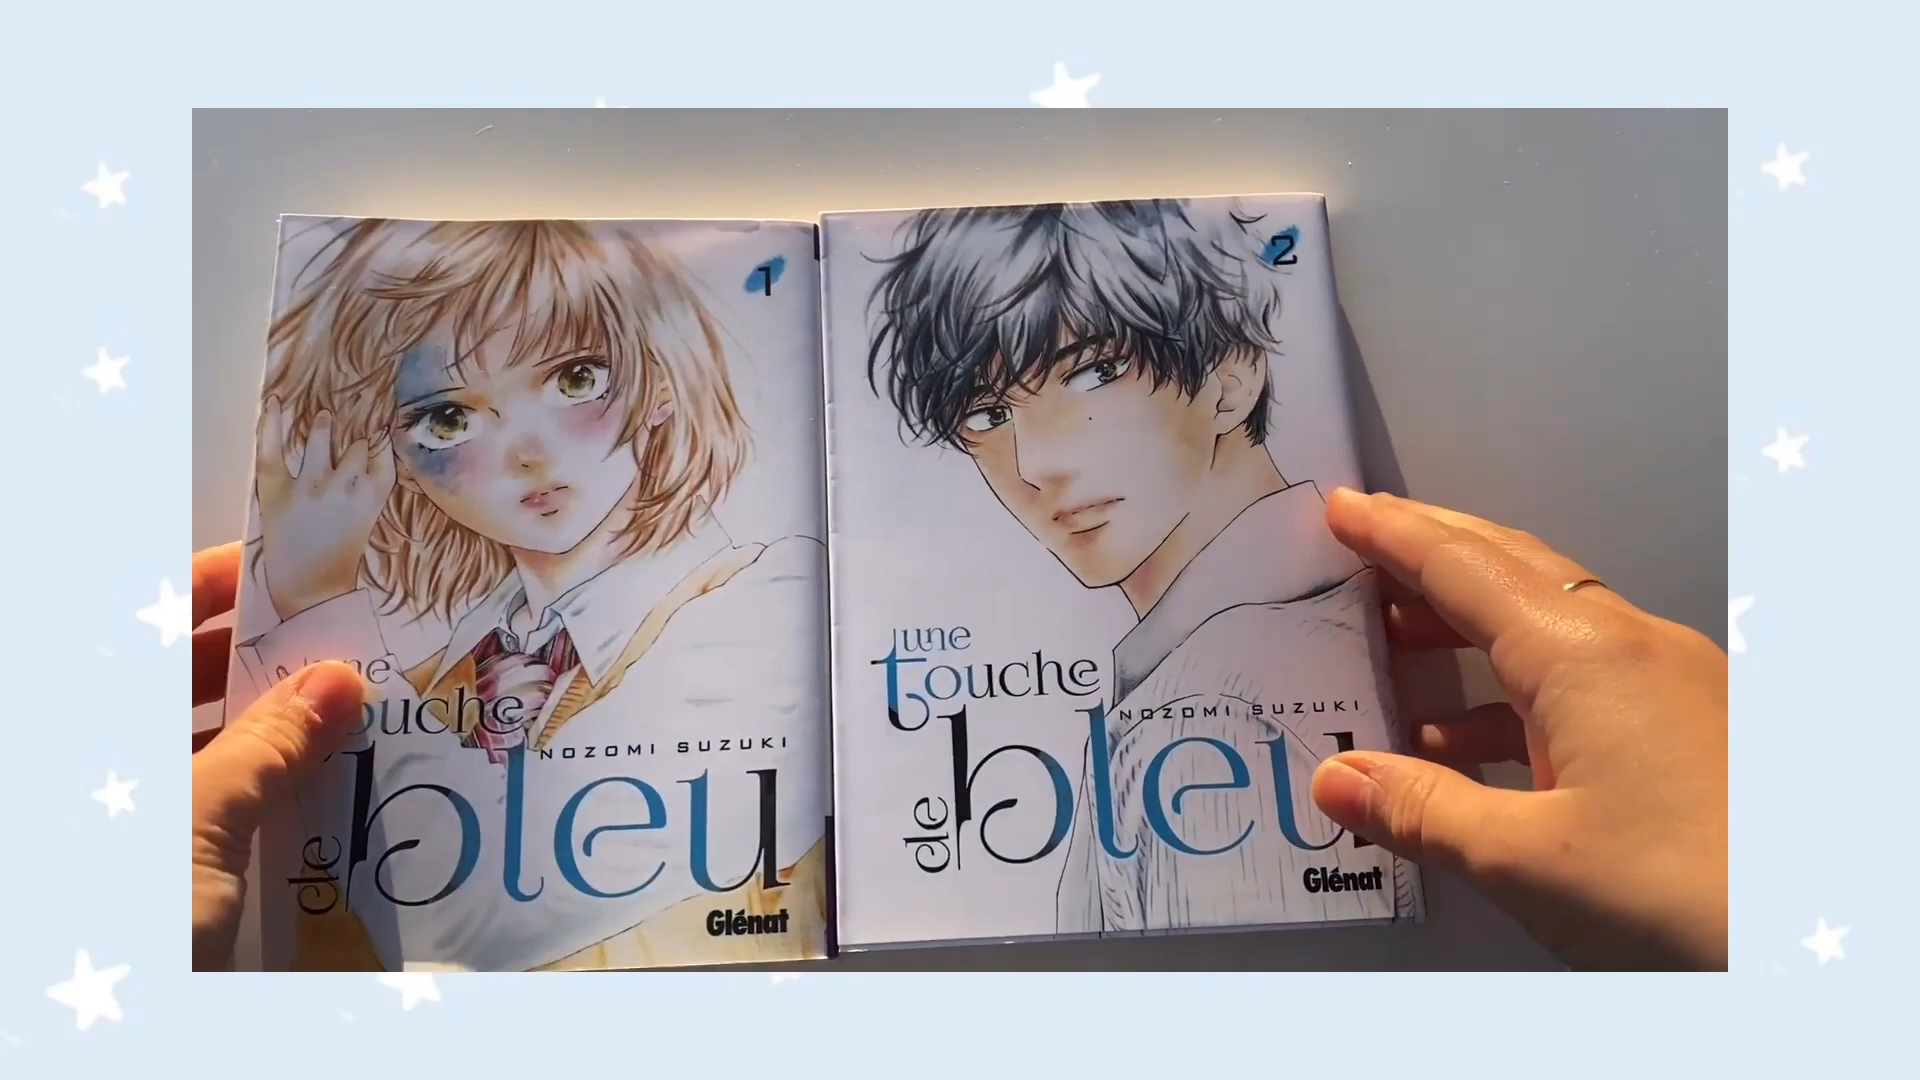 1
une
touche
NOZOMI SUZUKI
de
bleu
Glénat
2
une
touche
NOZOMI SUZUKI
de
bleu
Glénat